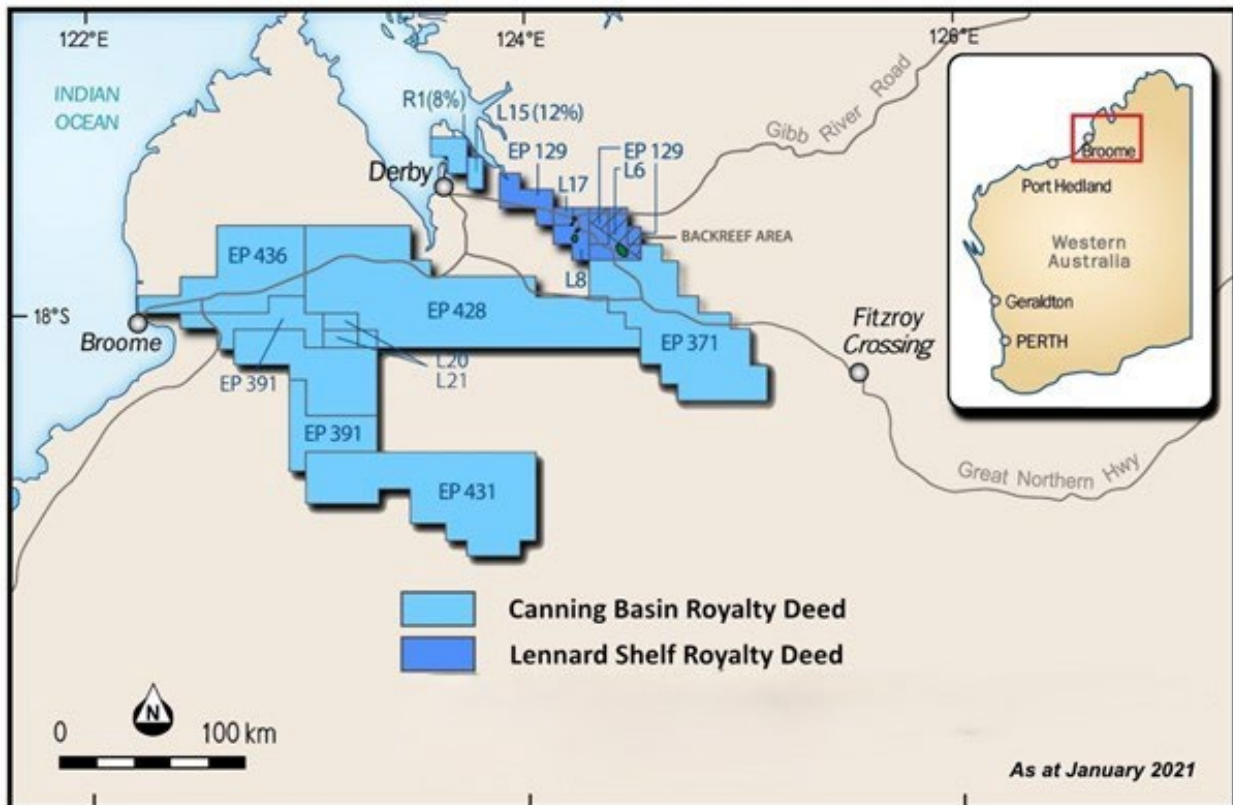 122°E
124°E
126°E
INDIAN
OCEAN
R1(8%)
L15 (12%)
EP 129
L17
EP 129
L6
Gibb River Road
Derby
BACKREEF AREA
L8
EP 436
EP 428
18°S
Broome
EP 371
Fitzroy
Crossing
L20
L21
EP 391
EP 391
EP 431
Great Northern Hwy
Broome
Port Hedland
Western
Australia
Geraldton
PERTH
Canning Basin Royalty Deed
Lennard Shelf Royalty Deed
N
0 100 km
As at January 2021